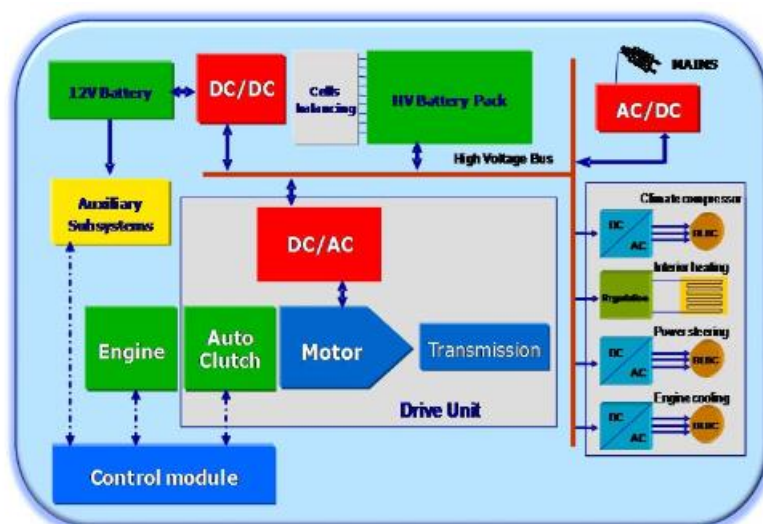 12V Battery
DC/DC
Cells
balancing
HV Battery Pack
MAINS
AC/DC
High Voltage Bus
Auxiliary
Subsystems
DC/AC
Climate compressor
DC
AC
BLDC
Interior heating
Regulation
Engine
Auto
Clutch
Motor
Transmission
Power steering
DC
AC
BLDC
Drive Unit
Engine cooling
DC
AC
BLDC
Control module